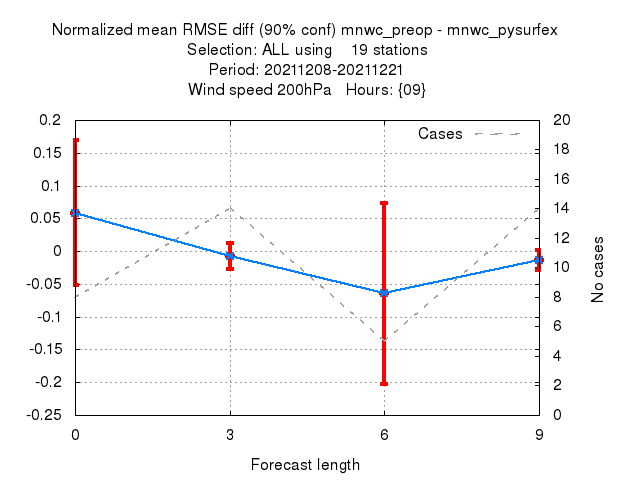 Normalized mean RMSE diff (90% conf) mnwc_preop - mnwc_pysurfex
Selection: ALL using 19 stations
Period: 20211208-20211221
Wind speed 200hPa Hours: {09}
Cases
0.2
0.15
0.1
0.05
0
-0.05
-0.1
-0.15
-0.2
-0.25
20
18
16
14
12
10
8
6
4
2
0
No cases
0 3 6 9
Forecast length